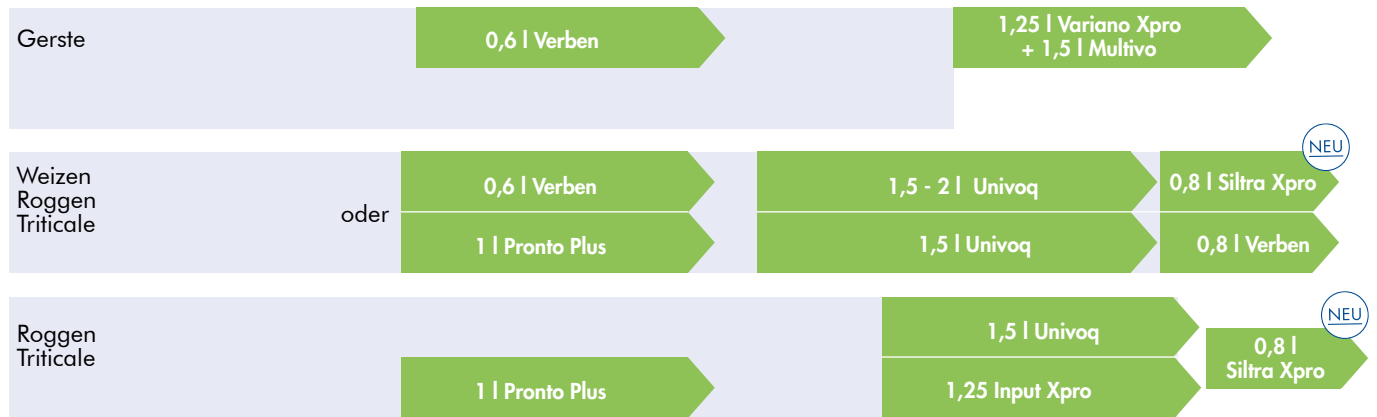 Gerste
0,6 l Verben
1,25 l Variano Xpro
+ 1,5 l Multivo
Weizen
Roggen
Triticale
oder
0,6 l Verben
1,5 - 2 l Univoq
0,8 l Siltra Xpro
NEU
1 l Pronto Plus
1,5 l Univoq
0,8 l Verben
Roggen
Triticale
1,5 l Univoq
NEU
0,8 l
Siltra Xpro
1 l Pronto Plus
1,25 Input Xpro